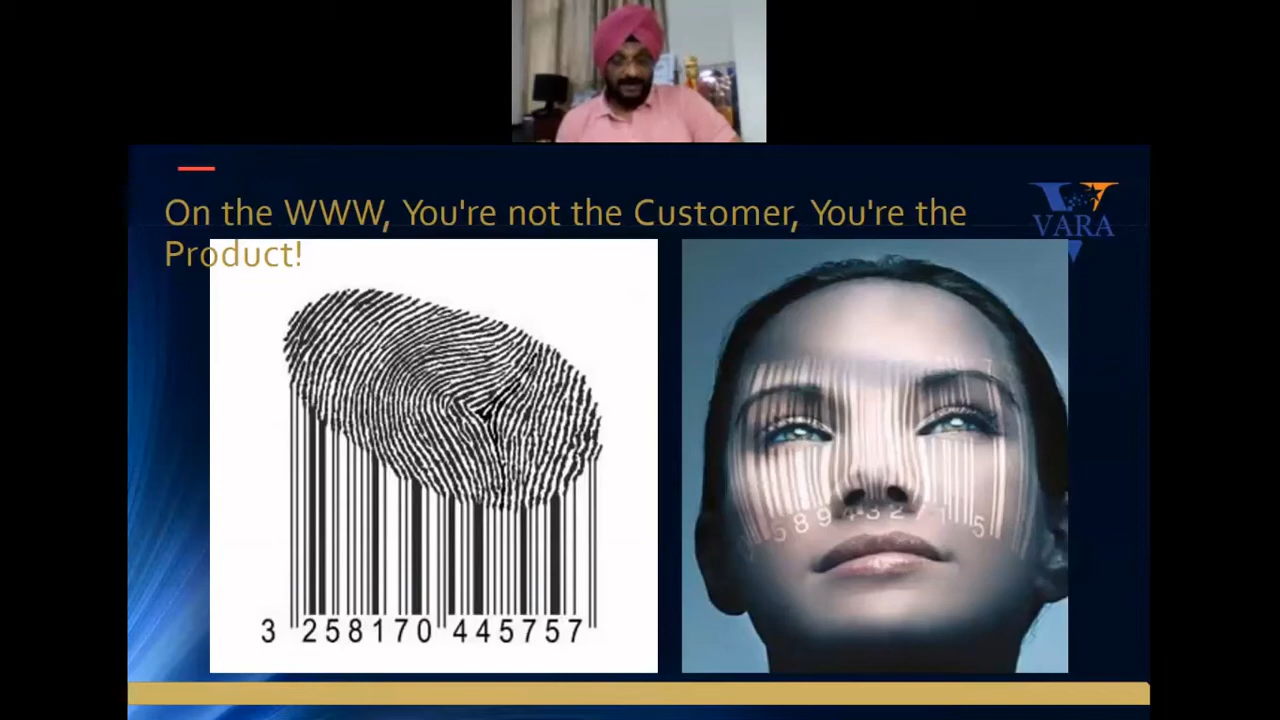 On the WWW, You're not the Customer, You're the
Product!
VARA
3 258170 445757